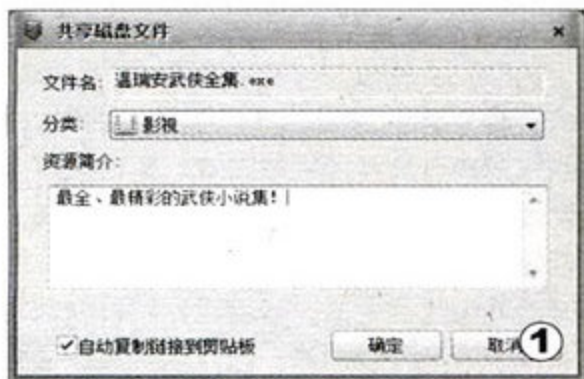 共享磁盘文件
文件名: 温瑞安武侠全集.exe
分类: 影视
资源简介:
最全、最精彩的武侠小说集!
自动复制链接到剪贴板 确定 取消 1